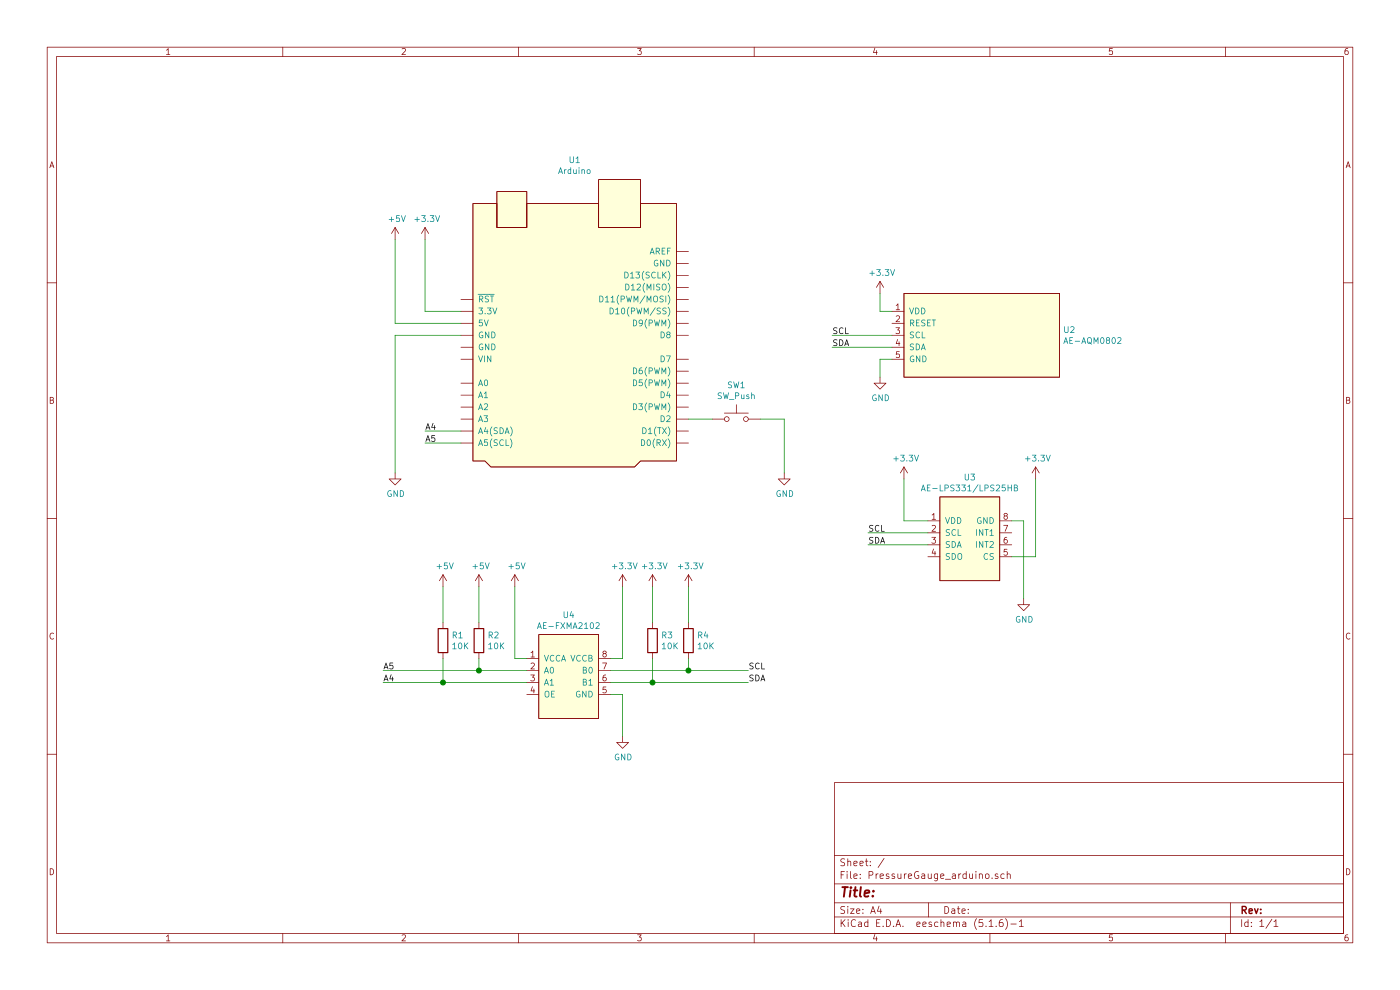 1 2 3 4 5 6
A A
B B
C C
D D
1 2 3 4 5 6
U1
Arduino
+5V +3.3V
AREF
GND
D13(SCLK)
D12(MISO)
RST D11(PWM/MOSI)
3.3V D10(PWM/SS)
5V D9(PWM)
GND D8
GND
VIN D7
D6(PWM)
A0 D5(PWM)
A1 D4
A2 D3(PWM)
A3 D2
A4 A4(SDA) D1(TX)
A5 A5(SCL) D0(RX)
SW1
SW_Push
GND
GND
+3.3V
1 VDD
2 RESET
SCL 3 SCL
SDA 4 SDA
5 GND
U2
AE-AQM0802
GND
+3.3V +3.3V
U3
AE-LPS331/LPS25HB
1 VDD GND 8
SCL 2 SCL INT1 7
SDA 3 SDA INT2 6
4 SDO CS 5
GND
+5V +5V +5V +3.3V +3.3V +3.3V
U4
AE-FXMA2102
R1
10K
R2
10K
R3
10K
R4
10K
1 VCCA VCCB 8
A5 2 A0 B0 7 SCL
A4 3 A1 B1 6 SDA
4 OE GND 5
GND
Sheet: /
File: PressureGauge_arduino.sch
Title:
Size: A4 Date: Rev:
KiCad E.D.A. eeschema (5.1.6)-1 Id: 1/1